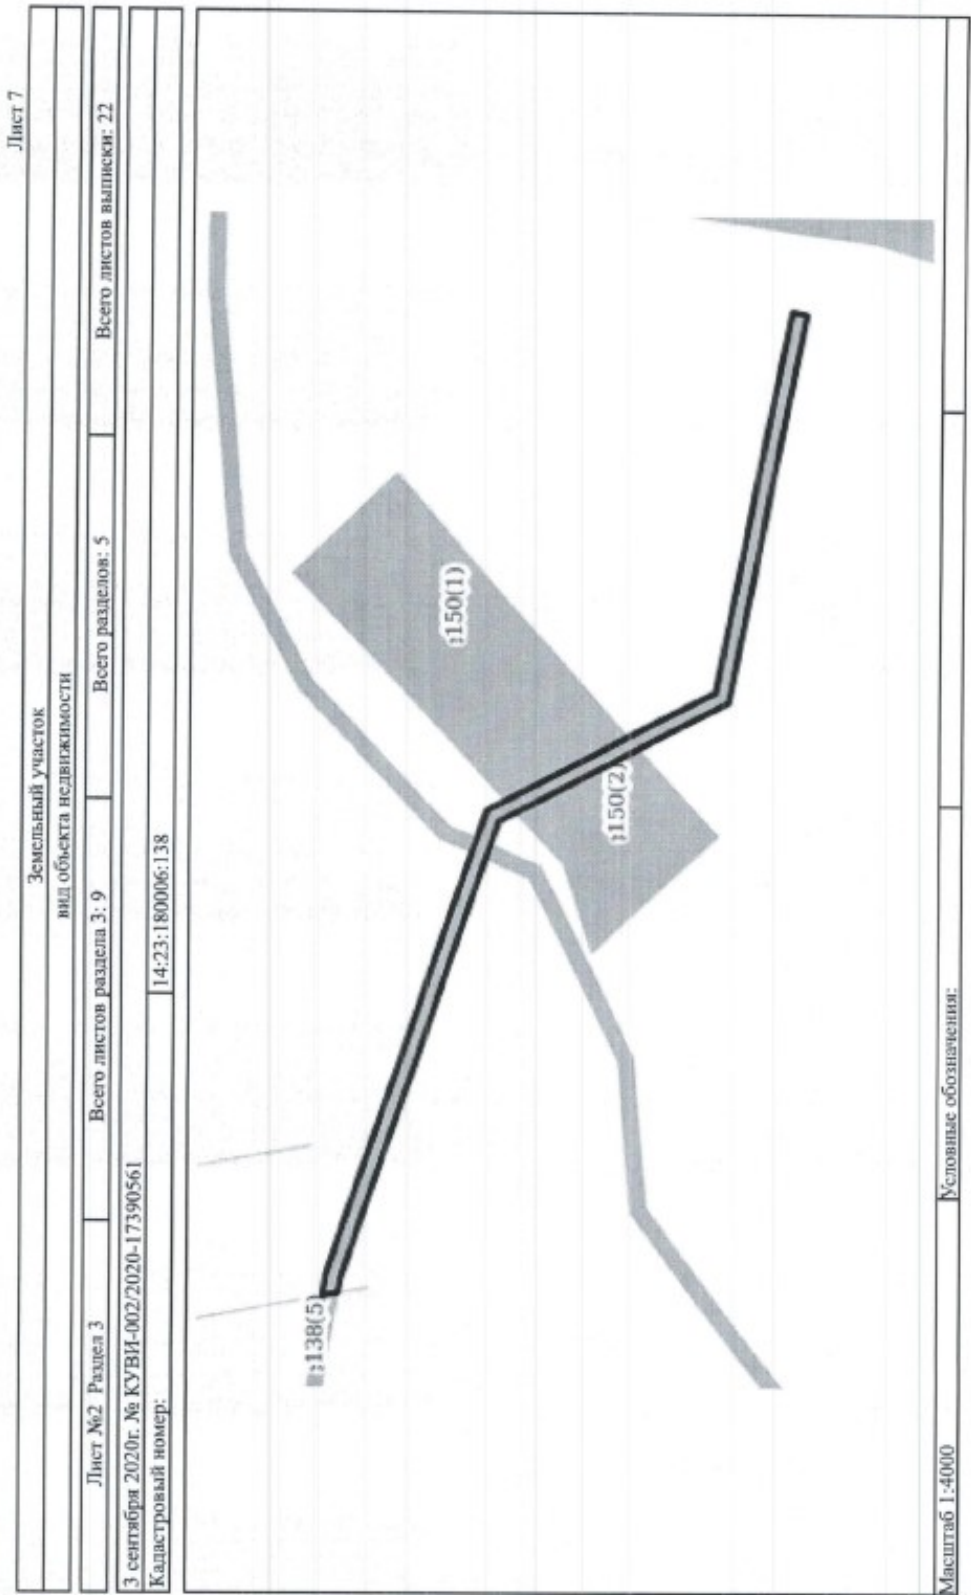 Лист 7
Земельный участок
вид объекта недвижимости
Лист №2 Раздел 3 Всего листов раздела 3: 9 Всего разделов: 5 Всего листов выписки: 22
3 сентября 2020г. № КУВИ-002/2020-17390561
Кадастровый номер: 14:23:180006:138
:150(1)
:150(2)
:138(5)
Масштаб 1:4000 Условные обозначения: